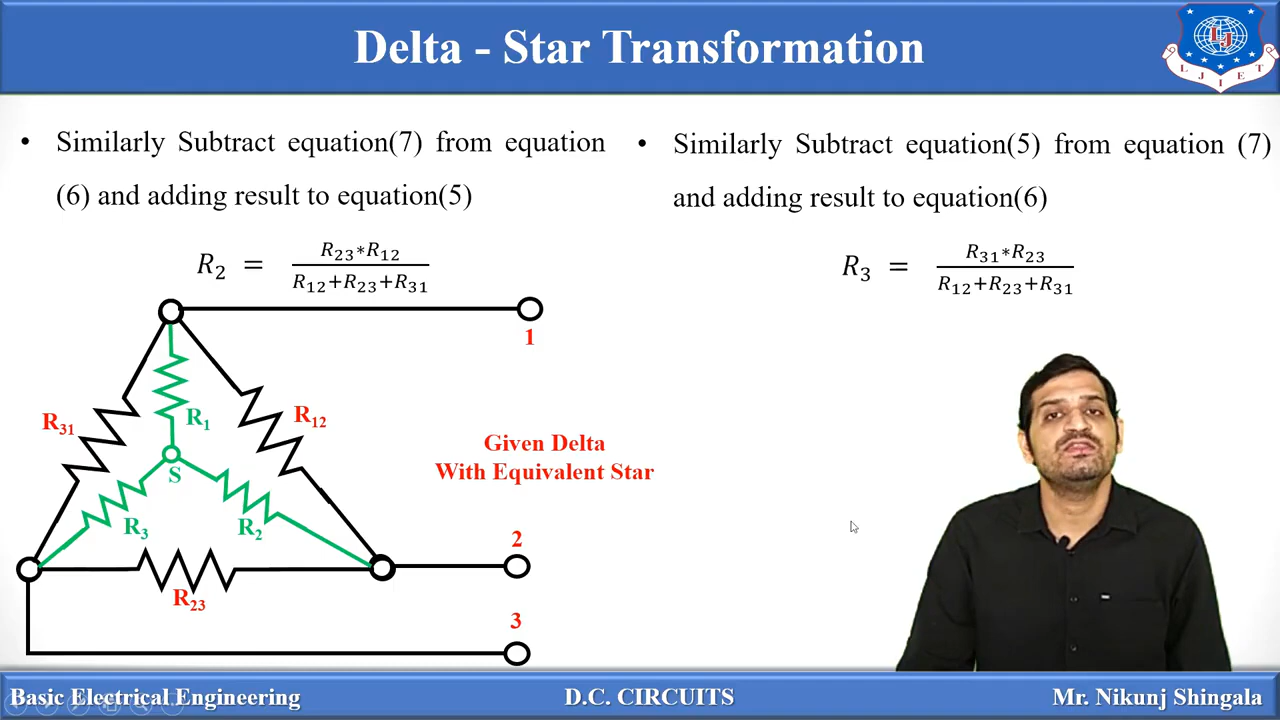 Delta - Star Transformation
LJ
L J I E T
• Similarly Subtract equation(7) from equation
(6) and adding result to equation(5)
R₂ = R₂₃∗R₁₂ / R₁₂+R₂₃+R₃₁
• Similarly Subtract equation(5) from equation (7)
and adding result to equation(6)
R₃ = R₃₁∗R₂₃ / R₁₂+R₂₃+R₃₁
1
R₃₁
R₁
R₁₂
S
R₃
R₂
R₂₃
Given Delta
With Equivalent Star
2
3
Basic Electrical Engineering
D.C. CIRCUITS
Mr. Nikunj Shingala